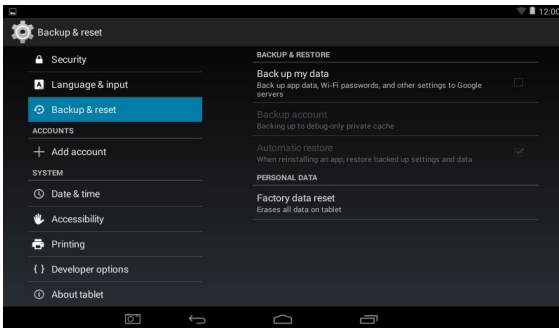 12:00
Backup & reset
Security
Language & input
Backup & reset
ACCOUNTS
Add account
SYSTEM
Date & time
Accessibility
Printing
{ } Developer options
About tablet
BACKUP & RESTORE
Back up my data
Back up app data, Wi-Fi passwords, and other settings to Google
servers
Backup account
Backing up to debug-only private cache
Automatic restore
When reinstalling an app, restore backed up settings and data
PERSONAL DATA
Factory data reset
Erases all data on tablet